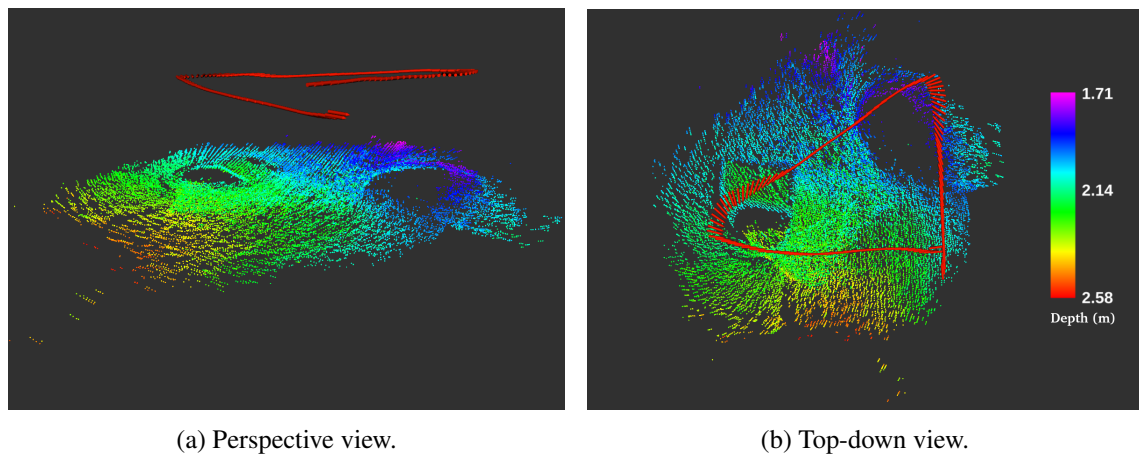 1.71
2.14
2.58
Depth (m)
(a) Perspective view.
(b) Top-down view.